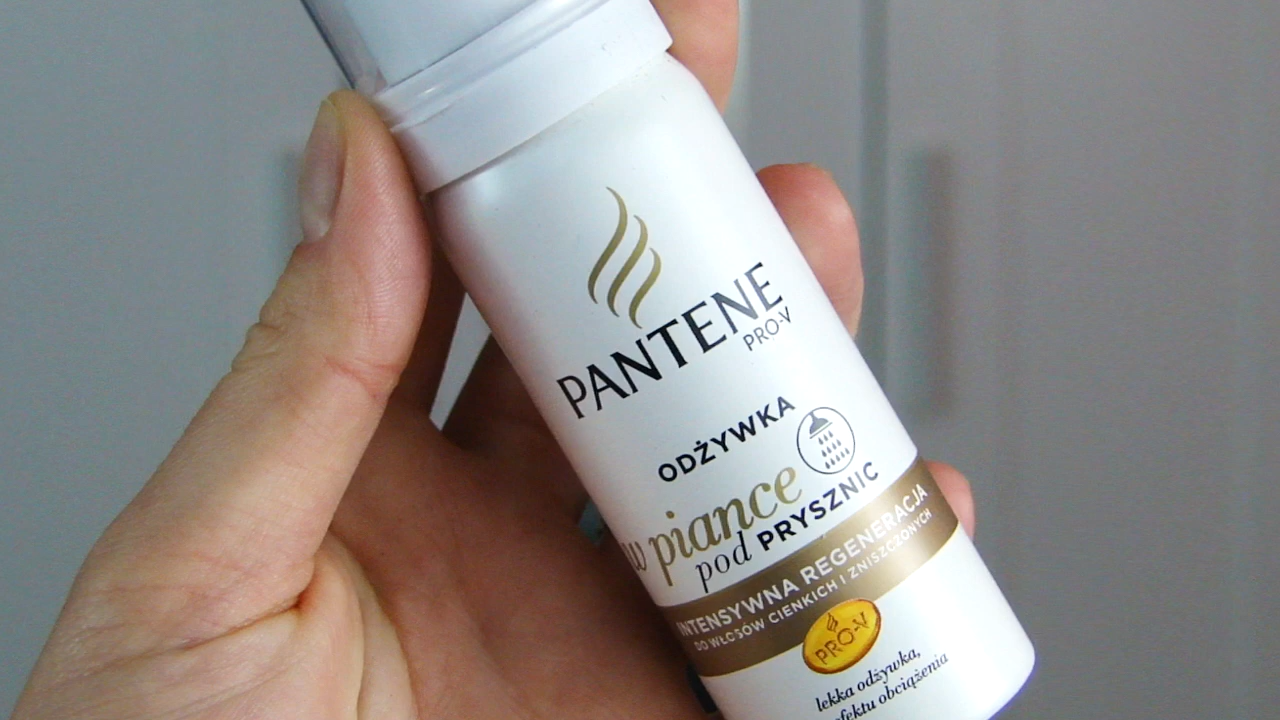 PANTENE
PRO-V
ODŻYWKA
w piance
pod PRYSZNIC
INTENSYWNA REGENERACJA
DO WŁOSÓW CIENKICH I ZNISZCZONYCH
PRO-V
lekka odżywka,
efektu obciążenia